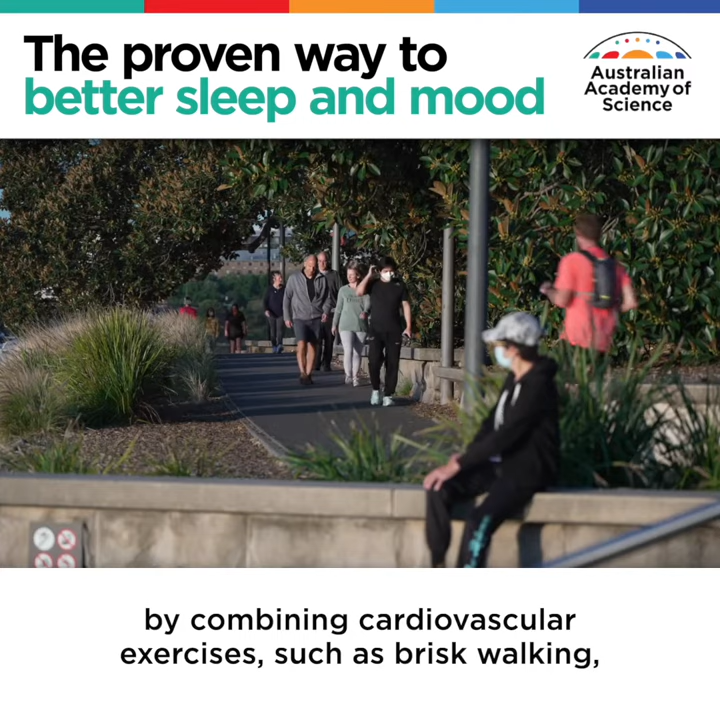 The proven way to
better sleep and mood
Australian
Academy of
Science
by combining cardiovascular
exercises, such as brisk walking,